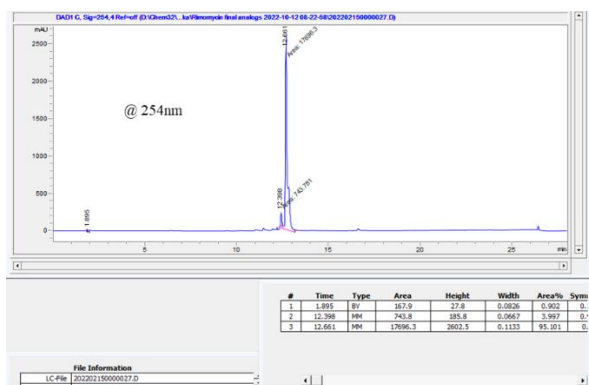 DAD1 G, Sig=254,4 Ref=off (D:\Chem32\...ka\Rimomycin final analogs 2022-10-12 08-22-58\202202150000027.D)
mAU
2500
2000
1500
1000
500
0
@ 254nm
1.895
12.398
Area: 743.781
12.661
Area: 17696.3
5
10
15
20
25
min
# Time Type Area Height Width Area%
1 1.895 BV 167.9 27.8 0.0826 0.902
2 12.398 MM 743.8 185.8 0.0667 3.997
3 12.661 MM 17696.3 2602.5 0.1133 95.101
File Information
LC-File 202202150000027.D